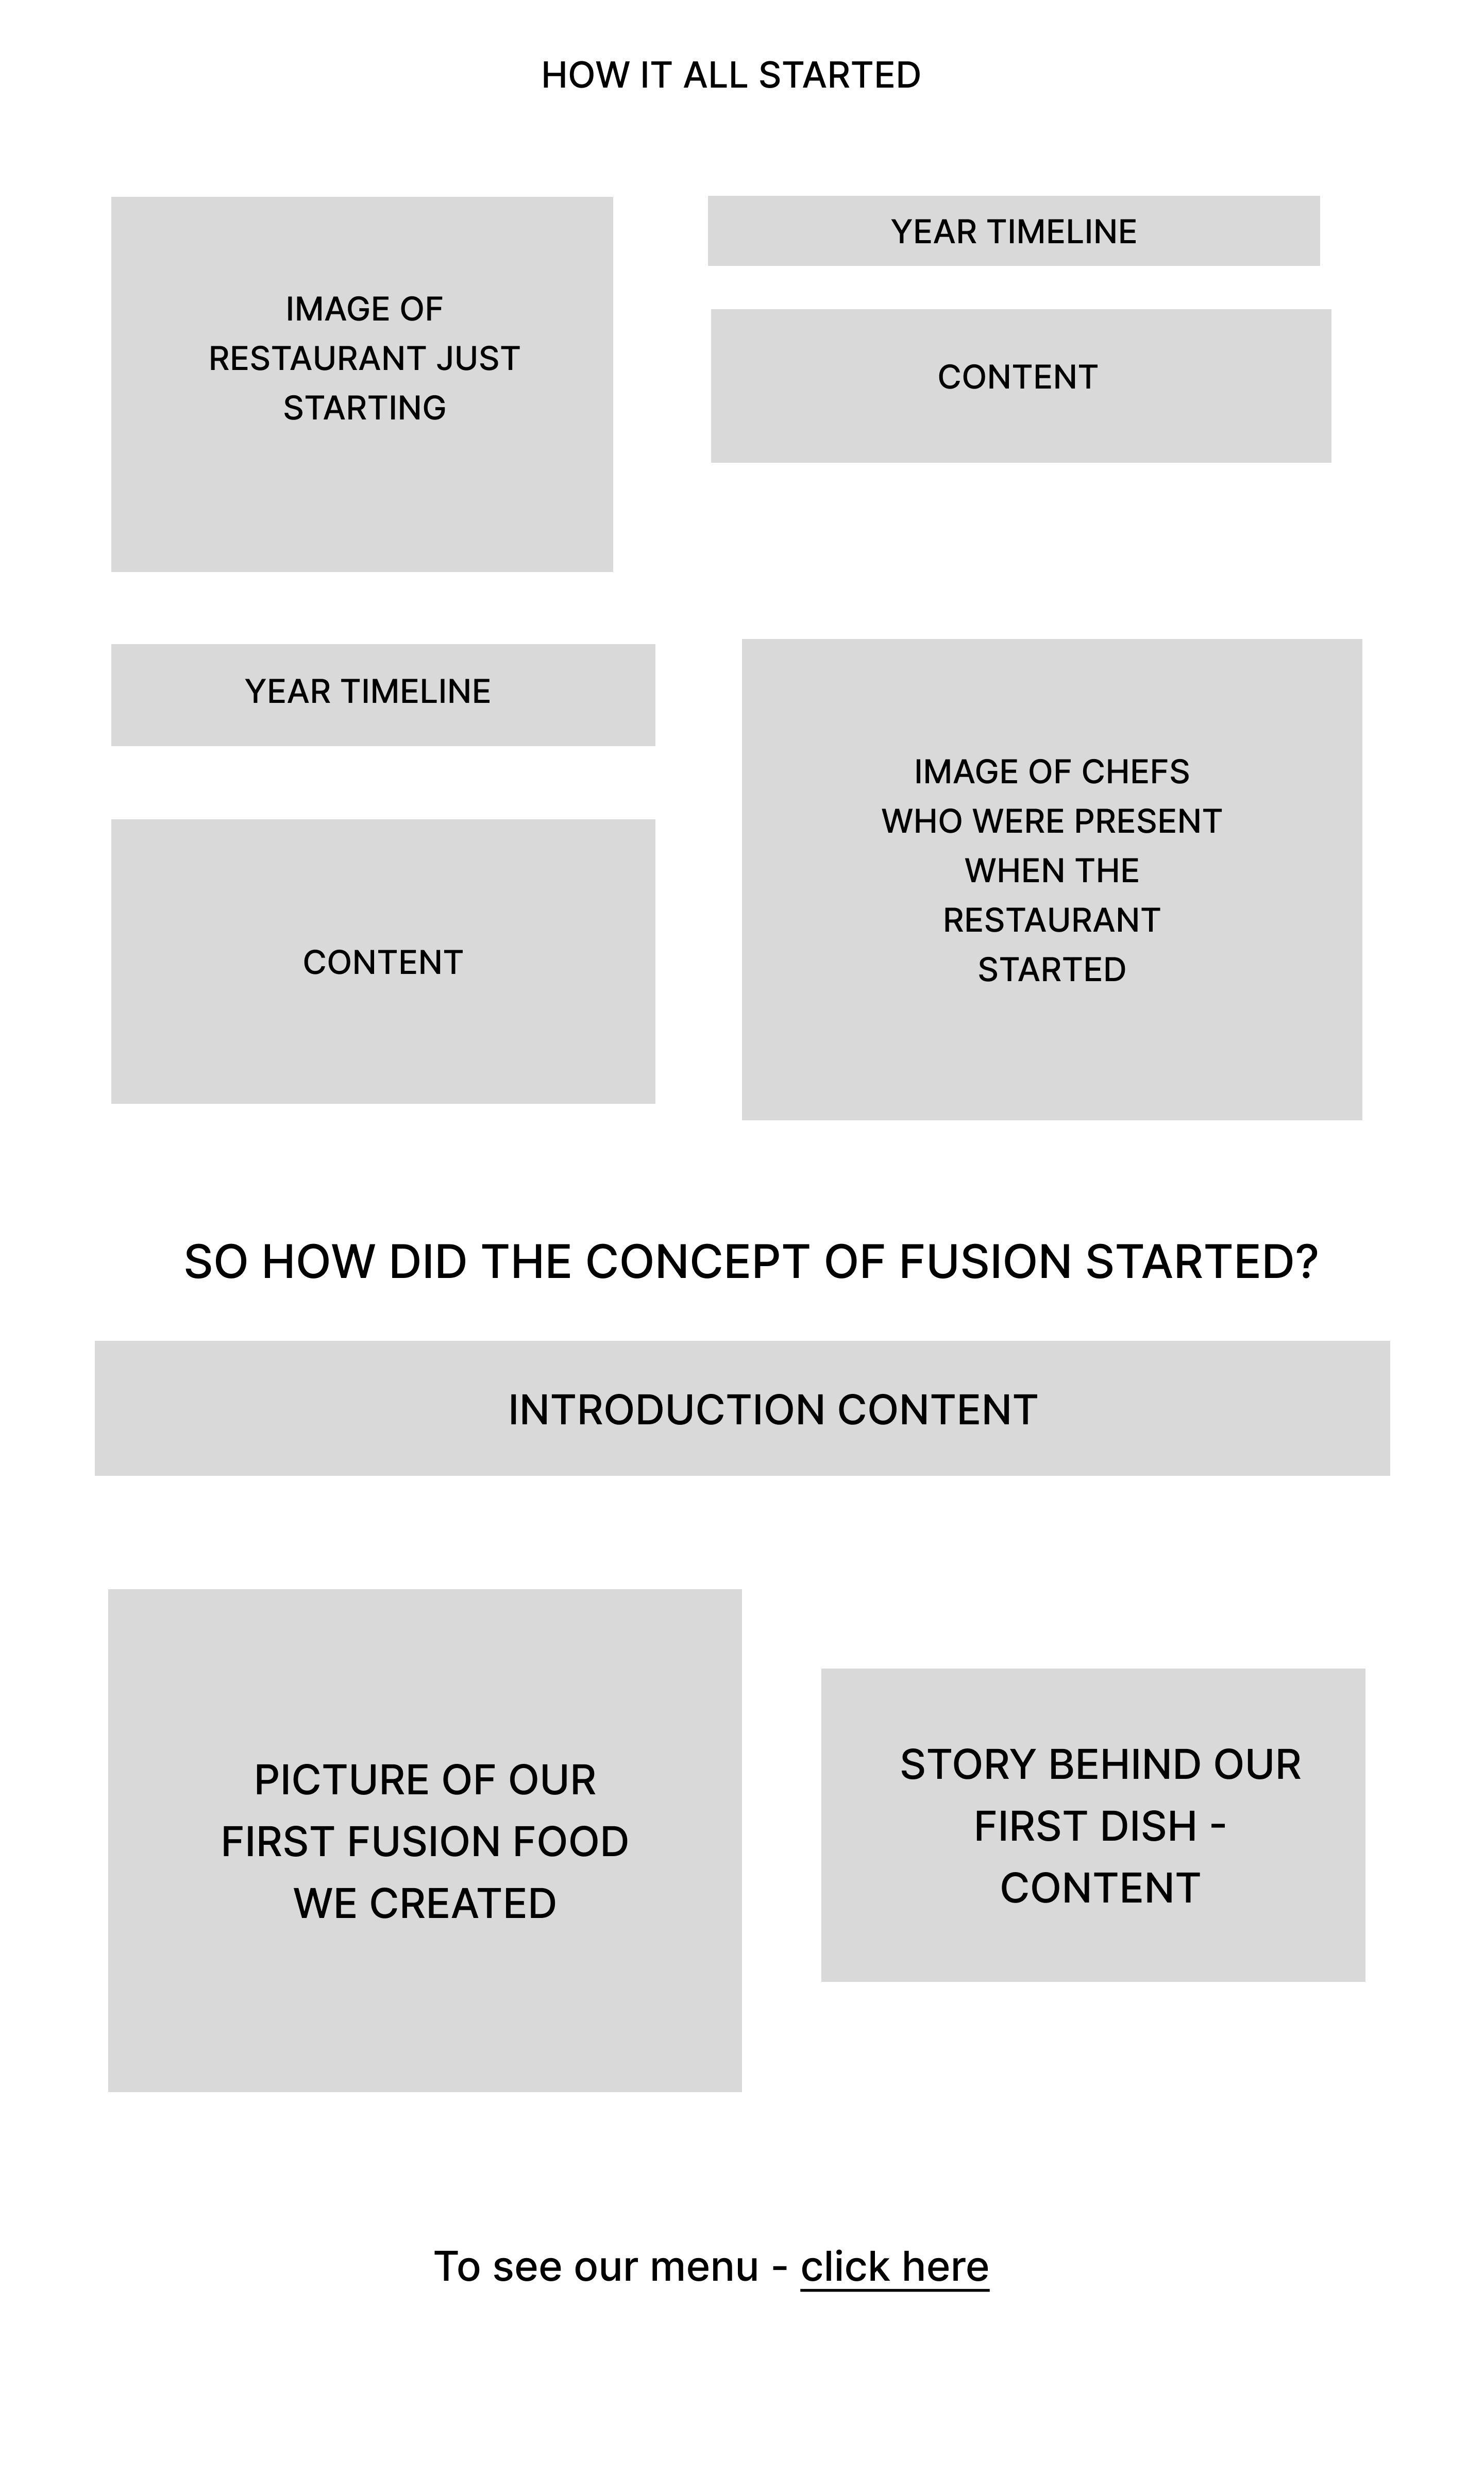 HOW IT ALL STARTED
IMAGE OF
RESTAURANT JUST
STARTING
YEAR TIMELINE
CONTENT
YEAR TIMELINE
CONTENT
IMAGE OF CHEFS
WHO WERE PRESENT
WHEN THE
RESTAURANT
STARTED
SO HOW DID THE CONCEPT OF FUSION STARTED?
INTRODUCTION CONTENT
PICTURE OF OUR
FIRST FUSION FOOD
WE CREATED
STORY BEHIND OUR
FIRST DISH -
CONTENT
To see our menu - click here